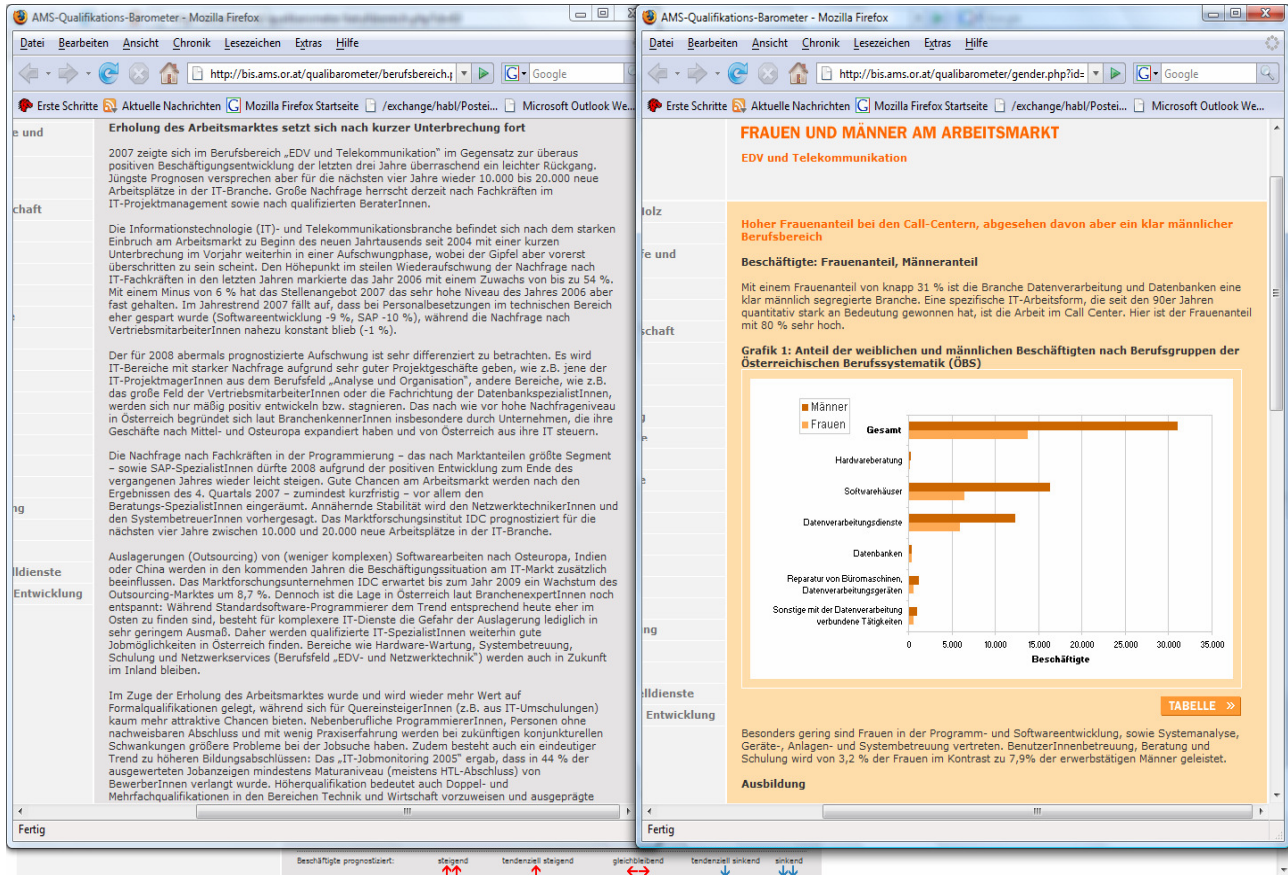 AMS-Qualifikations-Barometer - Mozilla Firefox
Datei Bearbeiten Ansicht Chronik Lesezeichen Extras Hilfe
http://bis.ams.or.at/qualibarometer/berufsbereich.p
Google
Erste Schritte Aktuelle Nachrichten Mozilla Firefox Startseite /exchange/habl/Postei... Microsoft Outlook We...
e und
chaft
ng
lldienste
Entwicklung
Erholung des Arbeitsmarktes setzt sich nach kurzer Unterbrechung fort
2007 zeigte sich im Berufsbereich „EDV und Telekommunikation" im Gegensatz zur überaus
positiven Beschäftigungsentwicklung der letzten drei Jahre überraschend ein leichter Rückgang.
Jüngste Prognosen versprechen aber für die nächsten vier Jahre wieder 10.000 bis 20.000 neue
Arbeitsplätze in der IT-Branche. Große Nachfrage herrscht derzeit nach Fachkräften im
IT-Projektmanagement sowie nach qualifizierten BeraterInnen.
Die Informationstechnologie (IT)- und Telekommunikationsbranche befindet sich nach dem starken
Einbruch am Arbeitsmarkt zu Beginn des neuen Jahrtausends seit 2004 mit einer kurzen
Unterbrechung im Vorjahr weiterhin in einer Aufschwungphase, wobei der Gipfel aber vorerst
überschritten zu sein scheint. Den Höhepunkt im steilen Wiederaufschwung der Nachfrage nach
IT-Fachkräften in den letzten Jahren markierte das Jahr 2006 mit einem Zuwachs von bis zu 54 %.
Mit einem Minus von 6 % hat das Stellenangebot 2007 das sehr hohe Niveau des Jahres 2006 aber
fast gehalten. Im Jahrestrend 2007 fällt auf, dass bei Personalbesetzungen im technischen Bereich
eher gespart wurde (Softwareentwicklung -9 %, SAP -10 %), während die Nachfrage nach
VertriebsmitarbeiterInnen nahezu konstant blieb (-1 %).
Der für 2008 abermals prognostizierte Aufschwung ist sehr differenziert zu betrachten. Es wird
IT-Bereiche mit starker Nachfrage aufgrund sehr guter Projektgeschäfte geben, wie z.B. jene der
IT-ProjektmagerInnen aus dem Berufsfeld „Analyse und Organisation", andere Bereiche, wie z.B.
das große Feld der VertriebsmitarbeiterInnen oder die Fachrichtung der DatenbankspezialistInnen,
werden sich nur mäßig positiv entwickeln bzw. stagnieren. Das nach wie vor hohe Nachfrageniveau
in Österreich begründet sich laut BranchenkennerInnen insbesondere durch Unternehmen, die ihre
Geschäfte nach Mittel- und Osteuropa expandiert haben und von Österreich aus ihre IT steuern.
Die Nachfrage nach Fachkräften in der Programmierung – das nach Marktanteilen größte Segment
– sowie SAP-SpezialistInnen dürfte 2008 aufgrund der positiven Entwicklung zum Ende des
vergangenen Jahres wieder leicht steigen. Gute Chancen am Arbeitsmarkt werden nach den
Ergebnissen des 4. Quartals 2007 – zumindest kurzfristig – vor allem den
Beratungs-SpezialistInnen eingeräumt. Annähernde Stabilität wird den NetzwerktechnikerInnen und
den SystembetreuerInnen vorhergesagt. Das Marktforschungsinstitut IDC prognostiziert für die
nächsten vier Jahre zwischen 10.000 und 20.000 neue Arbeitsplätze in der IT-Branche.
Auslagerungen (Outsourcing) von (weniger komplexen) Softwarearbeiten nach Osteuropa, Indien
oder China werden in den kommenden Jahren die Beschäftigungssituation am IT-Markt zusätzlich
beeinflussen. Das Marktforschungsunternehmen IDC erwartet bis zum Jahr 2009 ein Wachstum des
Outsourcing-Marktes um 8,7 %. Dennoch ist die Lage in Österreich laut BranchenexpertInnen noch
entspannt: Während Standardsoftware-Programmierer dem Trend entsprechend heute eher im
Osten zu finden sind, besteht für komplexere IT-Dienste die Gefahr der Auslagerung lediglich in
sehr geringem Ausmaß. Daher werden qualifizierte IT-SpezialistInnen weiterhin gute
Jobmöglichkeiten in Österreich finden. Bereiche wie Hardware-Wartung, Systembetreuung,
Schulung und Netzwerkservices (Berufsfeld „EDV- und Netzwerktechnik") werden auch in Zukunft
im Inland bleiben.
Im Zuge der Erholung des Arbeitsmarktes wurde und wird wieder mehr Wert auf
Formalqualifikationen gelegt, während sich für QuereinsteigerInnen (z.B. aus IT-Umschulungen)
kaum mehr attraktive Chancen bieten. Nebenberufliche ProgrammiererInnen, Personen ohne
nachweisbaren Abschluss und mit wenig Praxiserfahrung werden bei zukünftigen konjunkturellen
Schwankungen größere Probleme bei der Jobsuche haben. Zudem besteht auch ein eindeutiger
Trend zu höheren Bildungsabschlüssen: Das „IT-Jobmonitoring 2005" ergab, dass in 44 % der
ausgewerteten Jobanzeigen mindestens Maturaniveau (meistens HTL-Abschluss) von
BewerberInnen verlangt wurde. Höherqualifikation bedeutet auch Doppel- und
Mehrfachqualifikationen in den Bereichen Technik und Wirtschaft vorzuweisen und ausgeprägte
Fertig
AMS-Qualifikations-Barometer - Mozilla Firefox
Datei Bearbeiten Ansicht Chronik Lesezeichen Extras Hilfe
http://bis.ams.or.at/qualibarometer/gender.php?id=
Google
Erste Schritte Aktuelle Nachrichten Mozilla Firefox Startseite /exchange/habl/Postei... Microsoft Outlook We...
Holz
fe und
schaft
ng
elldienste
Entwicklung
FRAUEN UND MÄNNER AM ARBEITSMARKT
EDV und Telekommunikation
Hoher Frauenanteil bei den Call-Centern, abgesehen davon aber ein klar männlicher
Berufsbereich
Beschäftigte: Frauenanteil, Männeranteil
Mit einem Frauenanteil von knapp 31 % ist die Branche Datenverarbeitung und Datenbanken eine
klar männlich segregierte Branche. Eine spezifische IT-Arbeitsform, die seit den 90er Jahren
quantitativ stark an Bedeutung gewonnen hat, ist die Arbeit im Call Center. Hier ist der Frauenanteil
mit 80 % sehr hoch.
Grafik 1: Anteil der weiblichen und männlichen Beschäftigten nach Berufsgruppen der
Österreichischen Berufssystematik (ÖBS)
Männer
Frauen
Gesamt
Hardwareberatung
Softwarehäuser
Datenverarbeitungsdienste
Datenbanken
Reparatur von Büromaschinen,
Datenverarbeitungsgeräten
Sonstige mit der Datenverarbeitung
verbundene Tätigkeiten
0 5.000 10.000 15.000 20.000 25.000 30.000 35.000
Beschäftigte
TABELLE »
Besonders gering sind Frauen in der Programm- und Softwareentwicklung, sowie Systemanalyse,
Geräte-, Anlagen- und Systembetreuung vertreten. BenutzerInnenbetreuung, Beratung und
Schulung wird von 3,2 % der Frauen im Kontrast zu 7,9% der erwerbstätigen Männer geleistet.
Ausbildung
Fertig
Beschäftigte prognostiziert: steigend tendenziell steigend gleichbleibend tendenziell sinkend sinkend